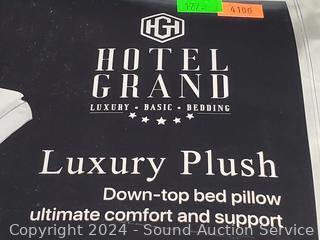 4100
HGH
HOTEL
GRAND
LUXURY • BASIC • BEDDING
Luxury Plush
Down-top bed pillow
ultimate comfort and support
Copyright 2024 - Sound Auction Service